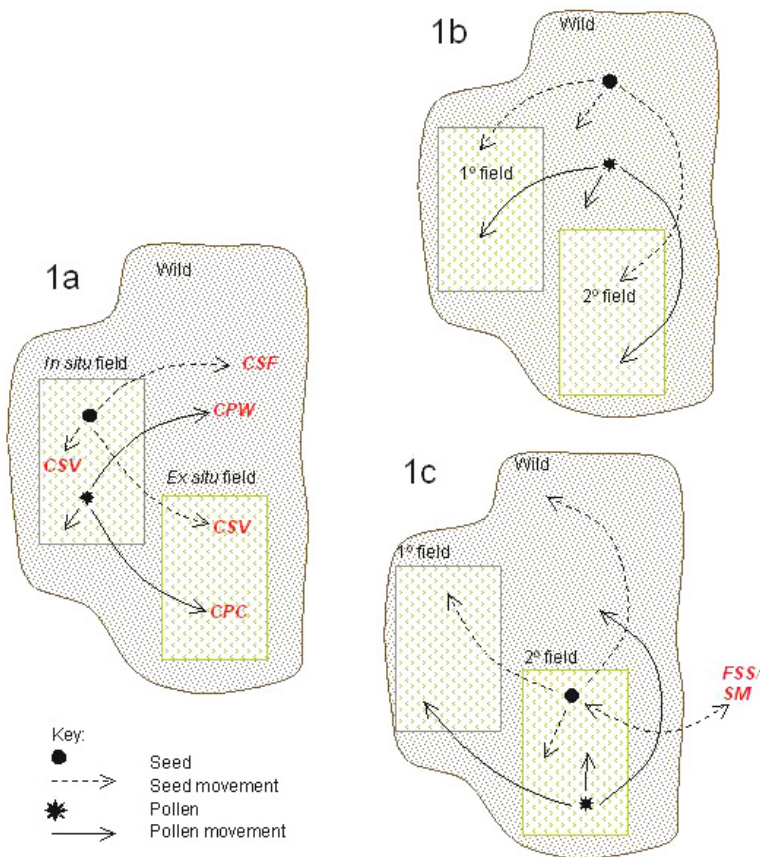 1b
Wild
1º field
2º field
1a
Wild
In situ field
CSF
CPW
CSV
Ex situ field
CSV
CPC
1c
Wild
1º field
2º field
FSS/
SM
Key:
Seed
Seed movement
Pollen
Pollen movement